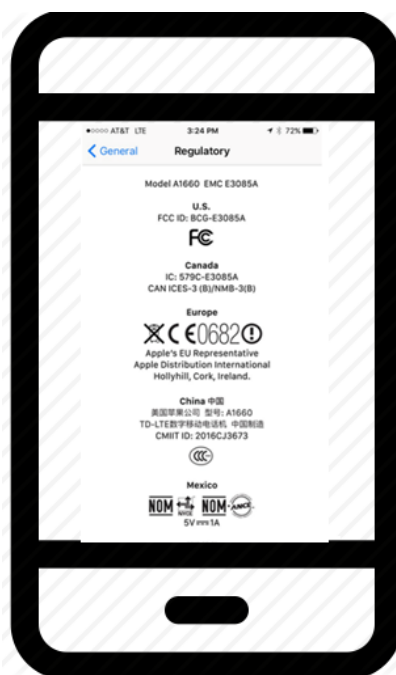 AT&T LTE 3:24 PM 72%
General Regulatory
Model A1660 EMC E3085A
U.S.
FCC ID: BCG-E3085A
FC
Canada
IC: 579C-E3085A
CAN ICES-3 (B)/NMB-3(B)
Europe
CE0682
Apple's EU Representative
Apple Distribution International
Hollyhill, Cork, Ireland.
China 中国
美国苹果公司 型号: A1660
TD-LTE数字移动电话机 中国制造
CMIIT ID: 2016CJ3673
CCC
Mexico
NOM NYCE NOM-ANCE
5V 1A